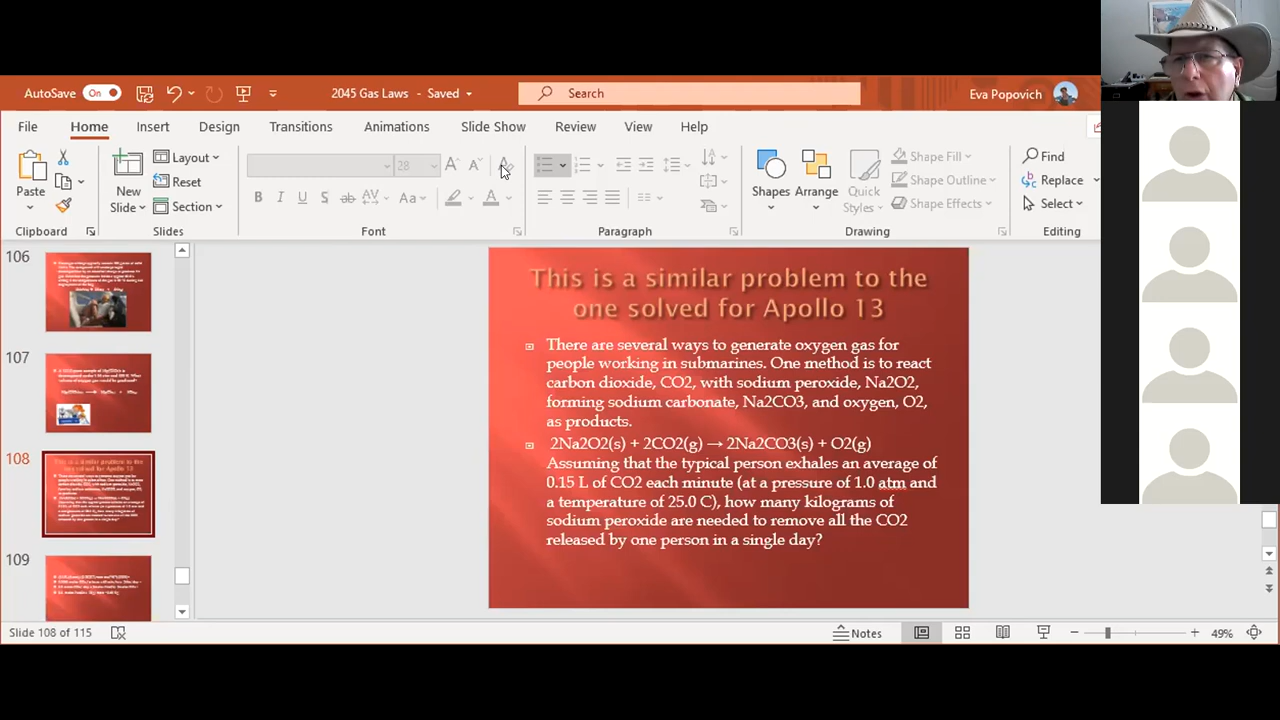 AutoSave On 2045 Gas Laws - Saved Search Eva Popovich
File Home Insert Design Transitions Animations Slide Show Review View Help
Paste New Slide Layout Reset Section 28 Shapes Arrange Quick Styles Shape Fill Shape Outline Shape Effects Find Replace Select
B I U S ab AV Aa A
Clipboard Slides Font Paragraph Drawing Editing
106
107
108
109
This is a similar problem to the
one solved for Apollo 13
There are several ways to generate oxygen gas for
people working in submarines. One method is to react
carbon dioxide, CO2, with sodium peroxide, Na2O2,
forming sodium carbonate, Na2CO3, and oxygen, O2,
as products.
2Na2O2(s) + 2CO2(g) → 2Na2CO3(s) + O2(g)
Assuming that the typical person exhales an average of
0.15 L of CO2 each minute (at a pressure of 1.0 atm and
a temperature of 25.0 C), how many kilograms of
sodium peroxide are needed to remove all the CO2
released by one person in a single day?
Slide 108 of 115 Notes 49%